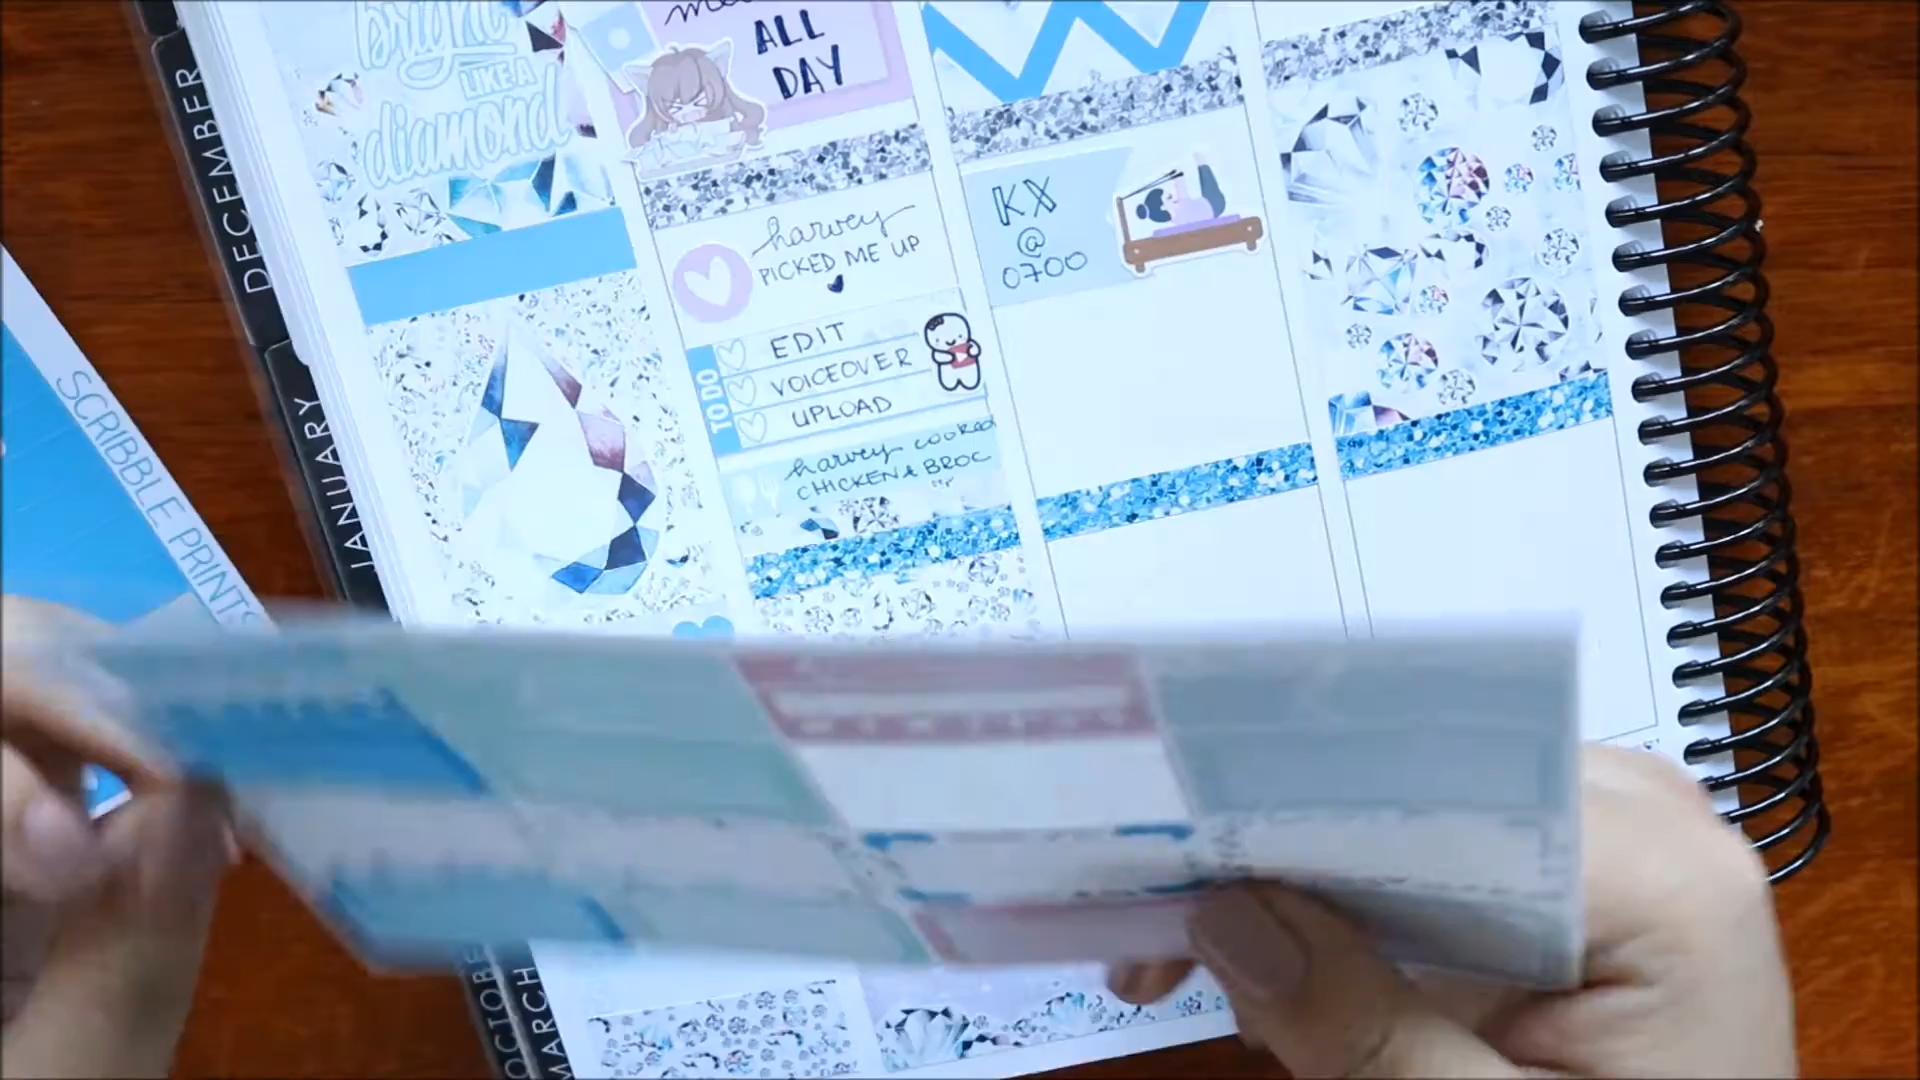 bright
LIKE A
diamond
ALL
DAY
harvey
PICKED ME UP
TO DO
EDIT
VOICEOVER
UPLOAD
harvey cooked
CHICKEN & BROC
KX
@
0700
DECEMBER
JANUARY
MARCH
SCRIBBLE PRINTS